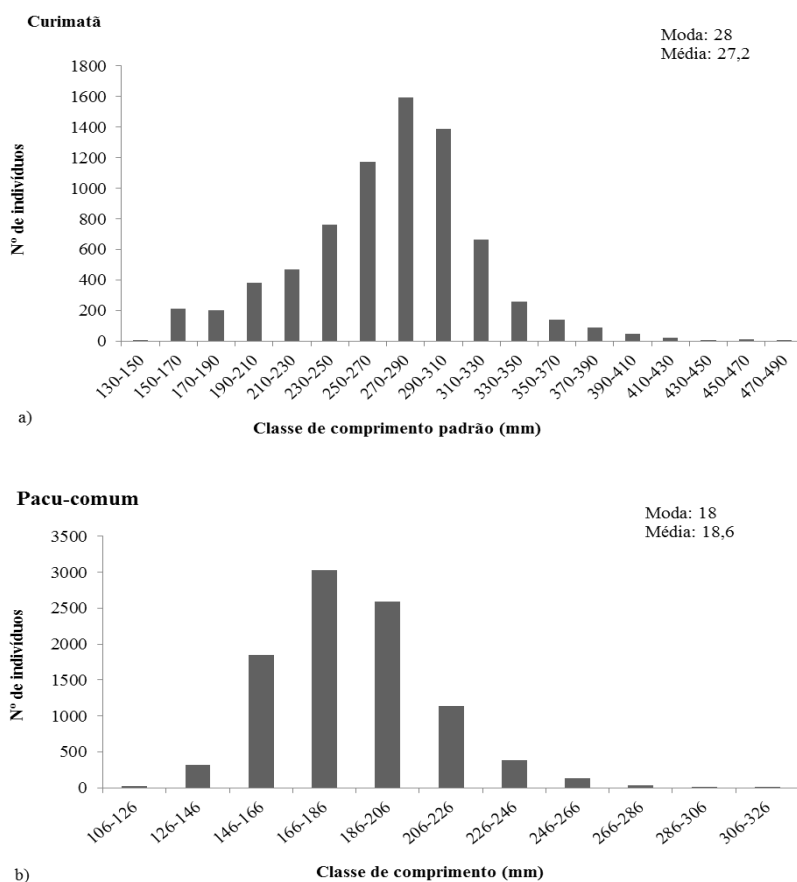 Curimatã
Moda: 28
Média: 27,2
Nº de indivíduos
1800
1600
1400
1200
1000
800
600
400
200
0
130-150 150-170 170-190 190-210 210-230 230-250 250-270 270-290 290-310 310-330 330-350 350-370 370-390 390-410 410-430 430-450 450-470 470-490
a)
Classe de comprimento padrão (mm)
Pacu-comum
Moda: 18
Média: 18,6
Nº de indivíduos
3500
3000
2500
2000
1500
1000
500
0
106-126 126-146 146-166 166-186 186-206 206-226 226-246 246-266 266-286 286-306 306-326
b)
Classe de comprimento (mm)